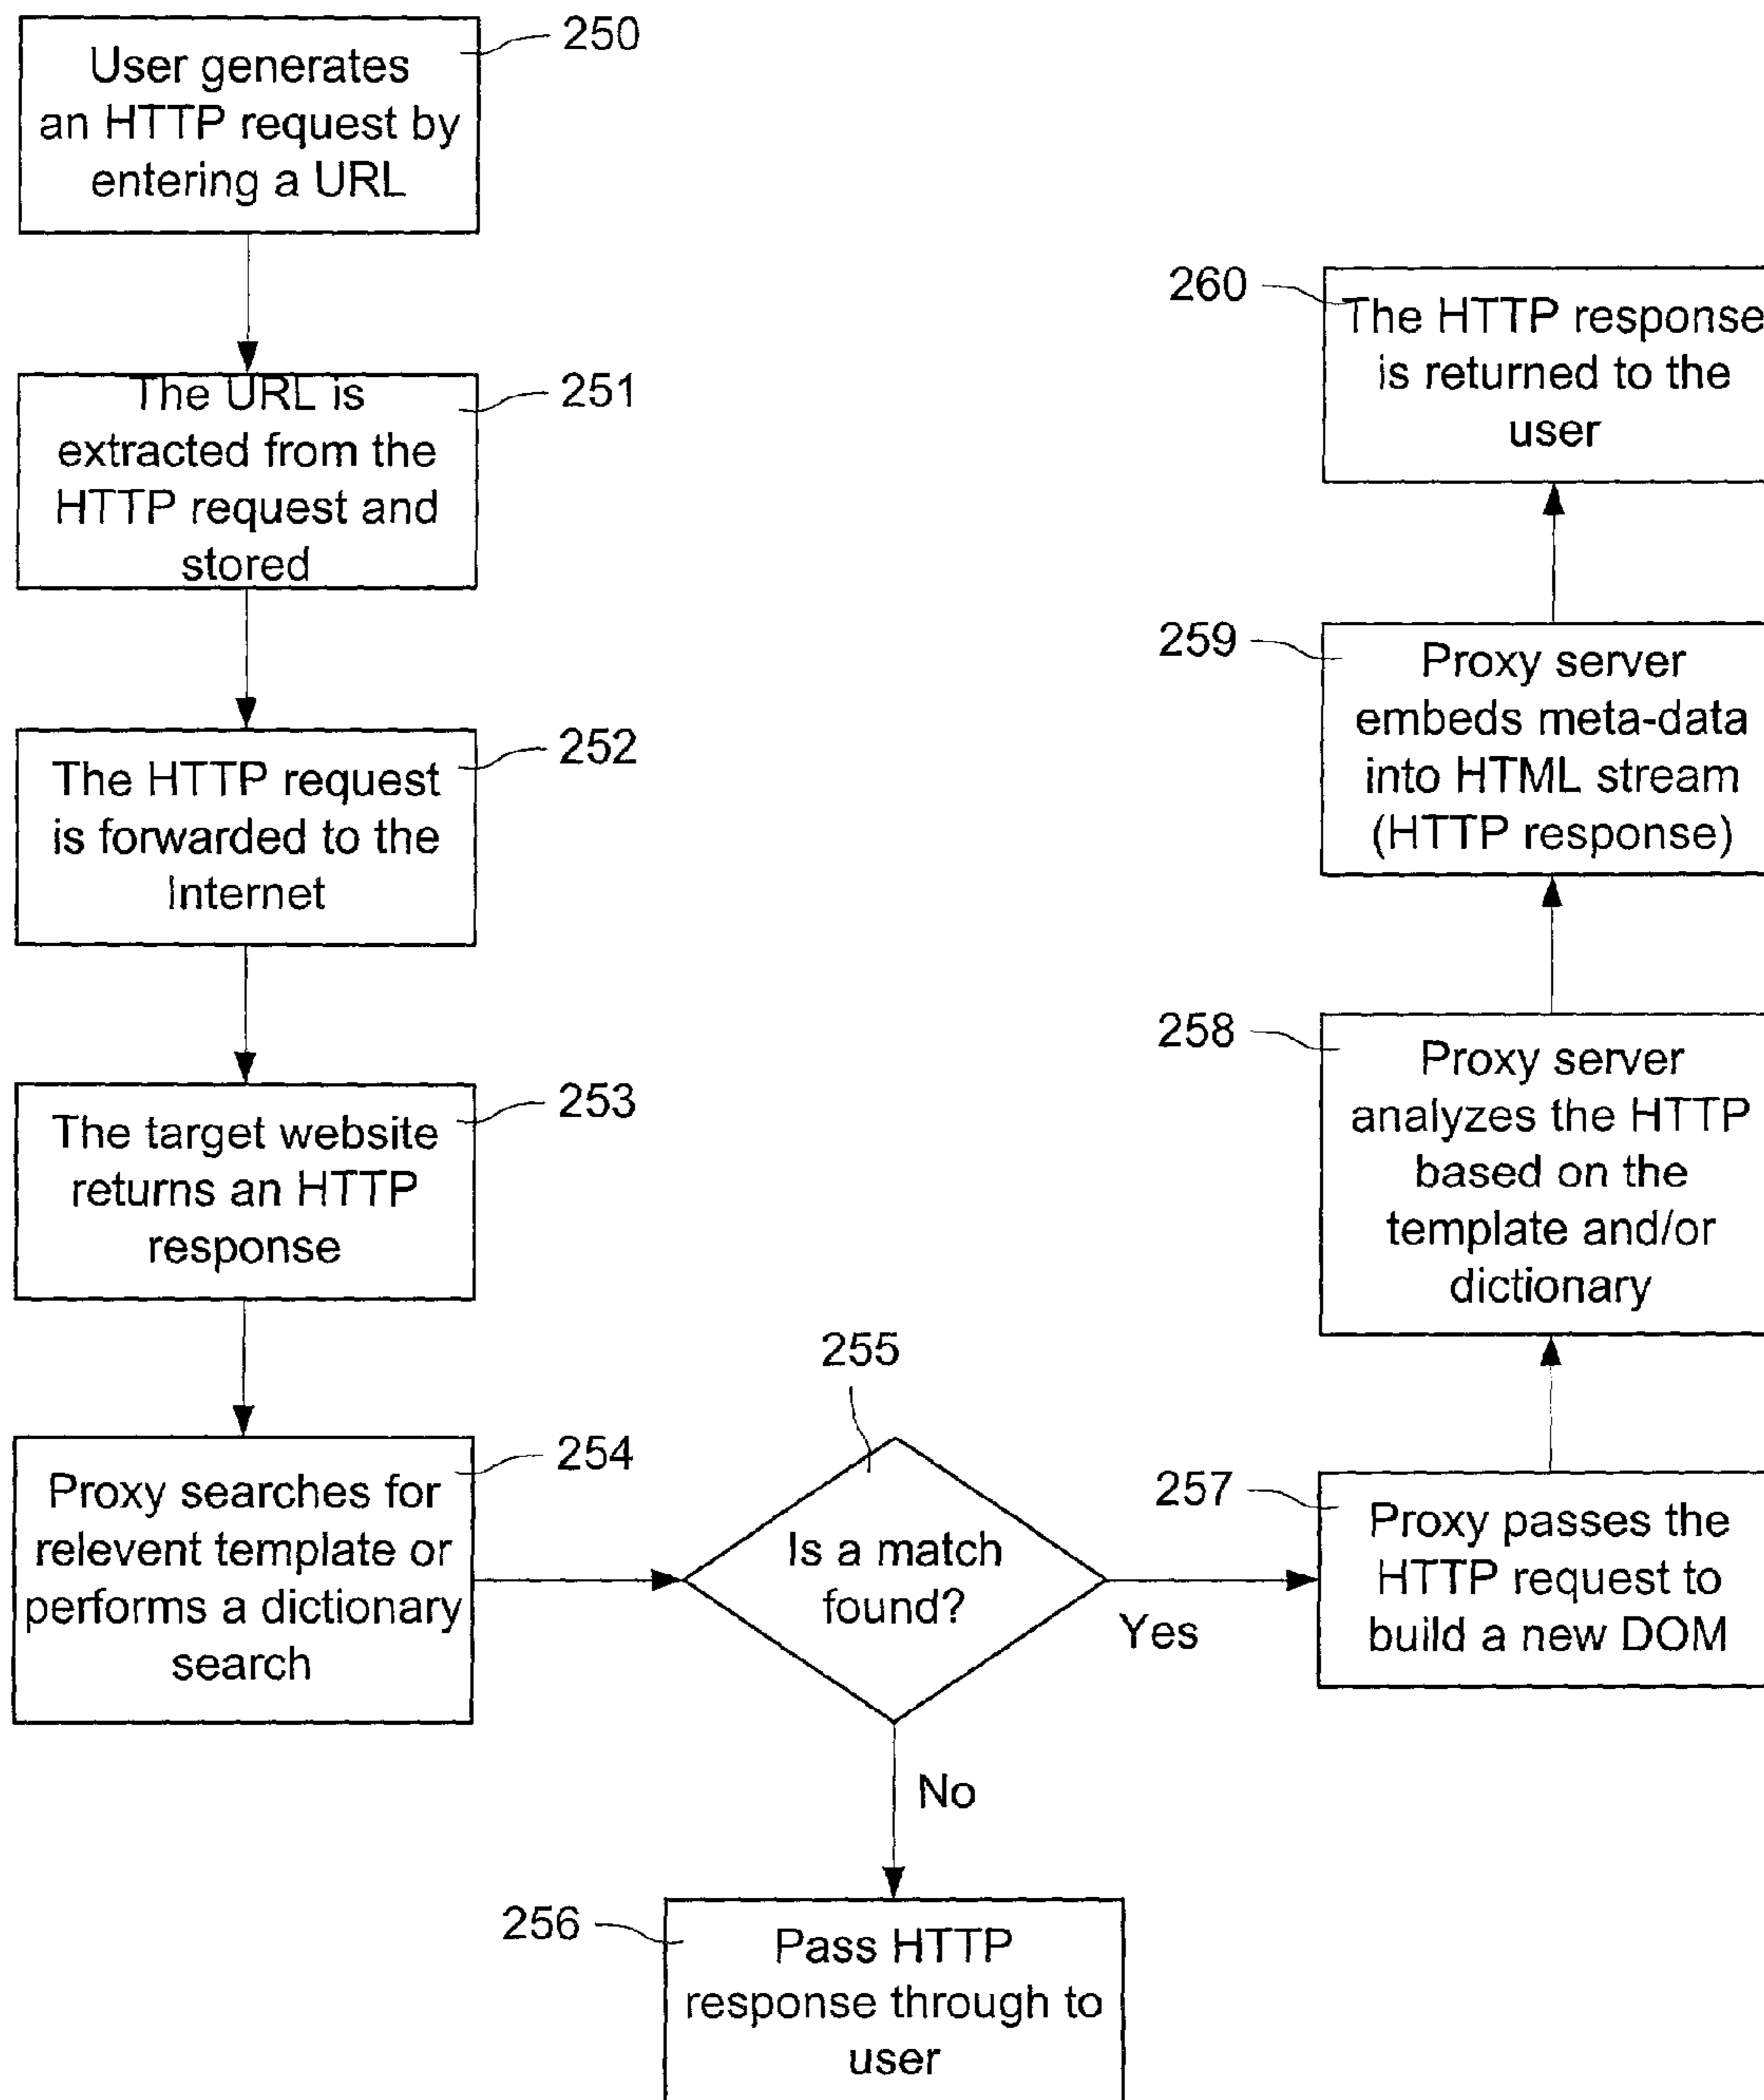 250
User generates
an HTTP request by
entering a URL
251
The URL is
extracted from the
HTTP request and
stored
252
The HTTP request
is forwarded to the
Internet
253
The target website
returns an HTTP
response
254
Proxy searches for
relevent template or
performs a dictionary
search
255
Is a match
found?
Yes
No
256
Pass HTTP
response through to
user
257
Proxy passes the
HTTP request to
build a new DOM
258
Proxy server
analyzes the HTTP
based on the
template and/or
dictionary
259
Proxy server
embeds meta-data
into HTML stream
(HTTP response)
260
The HTTP response
is returned to the
user